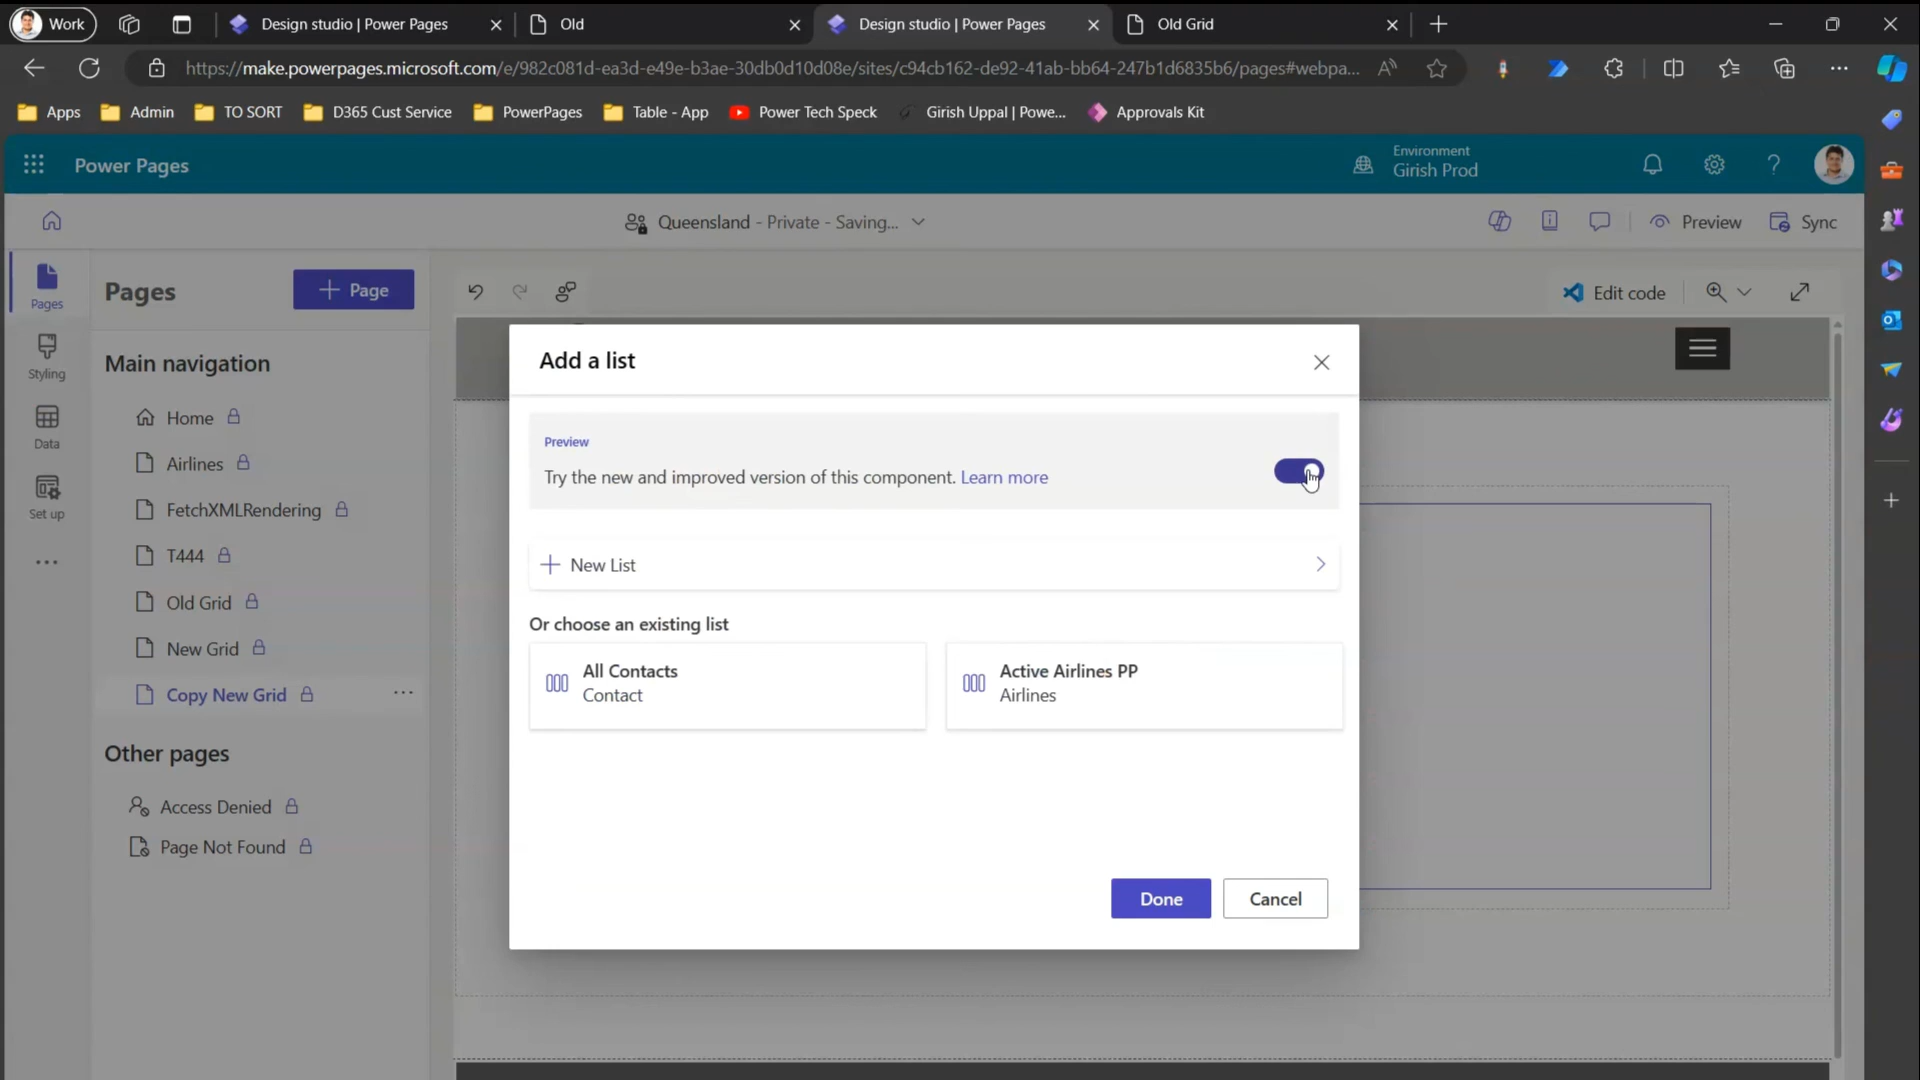 Work
Design studio | Power Pages
Old
Design studio | Power Pages
Old Grid
https://make.powerpages.microsoft.com/e/982c081d-ea3d-e49e-b3ae-30db0d10d08e/sites/c94cb162-de92-41ab-bb64-247b1d6835b6/pages#webpa...
Apps
Admin
TO SORT
D365 Cust Service
PowerPages
Table - App
Power Tech Speck
Girish Uppal | Powe...
Approvals Kit
Power Pages
Environment
Girish Prod
Queensland - Private - Saving...
Preview
Sync
Pages
Styling
Data
Set up
Pages
+ Page
Edit code
Main navigation
Home
Airlines
FetchXMLRendering
T444
Old Grid
New Grid
Copy New Grid
Other pages
Access Denied
Page Not Found
Add a list
Preview
Try the new and improved version of this component. Learn more
New List
Or choose an existing list
All Contacts
Contact
Active Airlines PP
Airlines
Done
Cancel